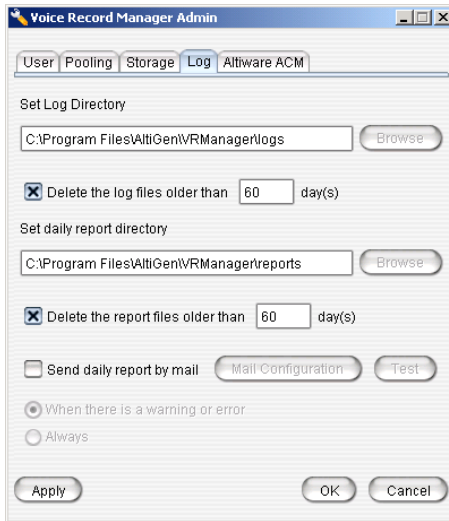 Voice Record Manager Admin
User Pooling Storage Log Altiware ACM
Set Log Directory
C:\Program Files\AltiGen\VRManager\logs Browse
Delete the log files older than 60 day(s)
Set daily report directory
C:\Program Files\AltiGen\VRManager\reports Browse
Delete the report files older than 60 day(s)
Send daily report by mail Mail Configuration Test
When there is a warning or error
Always
Apply OK Cancel